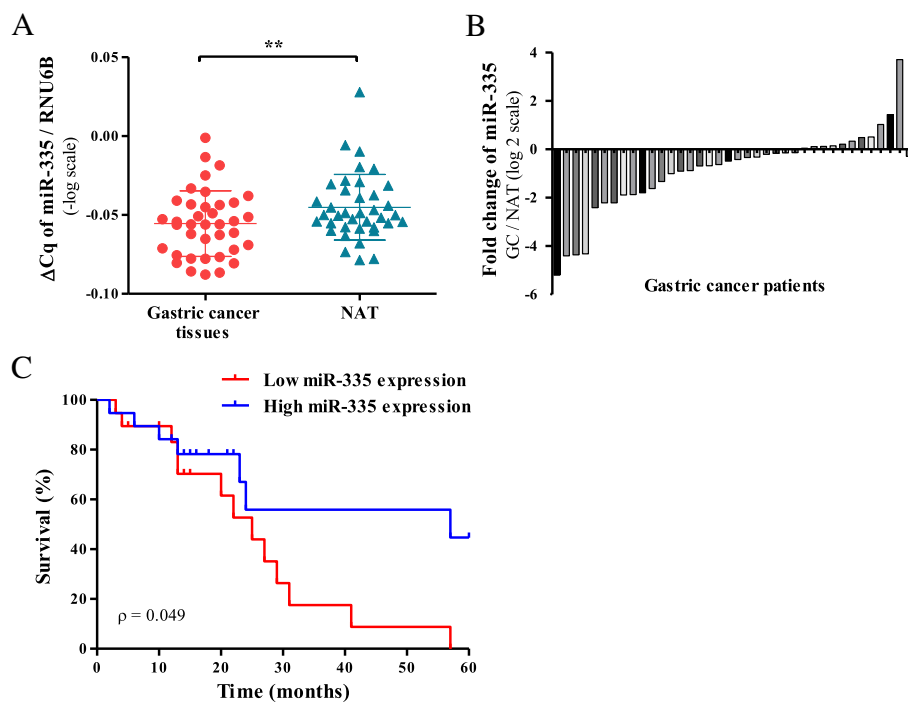 A
ΔCq of miR-335 / RNU6B
(-log scale)
0.05
0.00
-0.05
-0.10
**
Gastric cancer
tissues
NAT
B
Fold change of miR-335
GC / NAT (log 2 scale)
4
2
0
-2
-4
-6
Gastric cancer patients
C
Low miR-335 expression
High miR-335 expression
Survival (%)
100
80
60
40
20
0
ρ = 0.049
0 10 20 30 40 50 60
Time (months)